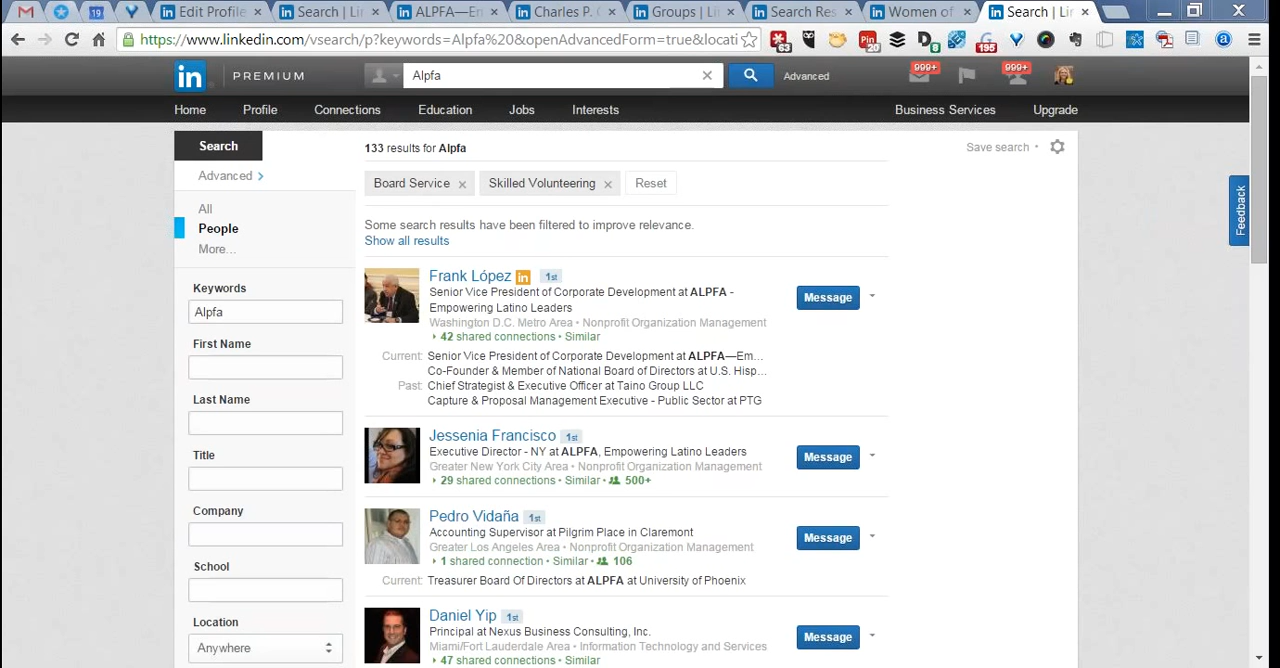 19 Edit Profile × Search | Lin × ALPFA—Em × Charles P. G × Groups | Lin × Search Res × Women of × Search | Lin ×
https://www.linkedin.com/vsearch/p?keywords=Alpfa%20&openAdvancedForm=true&locati 63 20 8 195
in PREMIUM Alpfa × Advanced 999+ 999+
Home Profile Connections Education Jobs Interests Business Services Upgrade
Search
133 results for Alpfa Save search
Advanced
Board Service × Skilled Volunteering × Reset
All
People
More...
Some search results have been filtered to improve relevance.
Show all results
Feedback
Keywords
Alpfa
First Name
Last Name
Title
Company
School
Location
Anywhere
Frank López in 1st
Senior Vice President of Corporate Development at ALPFA -
Empowering Latino Leaders
Washington D.C. Metro Area • Nonprofit Organization Management
42 shared connections • Similar
Message
Current: Senior Vice President of Corporate Development at ALPFA—Em...
Co-Founder & Member of National Board of Directors at U.S. Hisp...
Past: Chief Strategist & Executive Officer at Taino Group LLC
Capture & Proposal Management Executive - Public Sector at PTG
Jessenia Francisco 1st
Executive Director - NY at ALPFA, Empowering Latino Leaders
Greater New York City Area • Nonprofit Organization Management
29 shared connections • Similar • 500+
Message
Pedro Vidaña 1st
Accounting Supervisor at Pilgrim Place in Claremont
Greater Los Angeles Area • Nonprofit Organization Management
1 shared connection • Similar • 106
Message
Current: Treasurer Board Of Directors at ALPFA at University of Phoenix
Daniel Yip 1st
Principal at Nexus Business Consulting, Inc.
Miami/Fort Lauderdale Area • Information Technology and Services
47 shared connections • Similar
Message